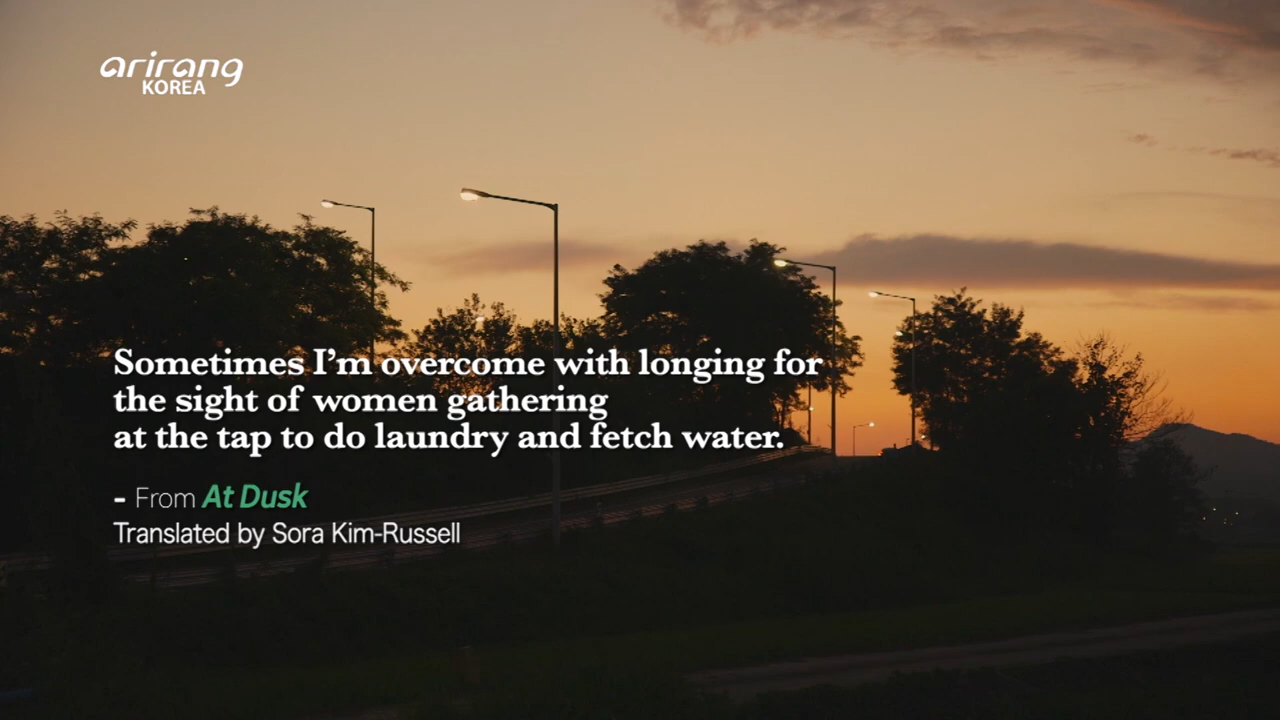 arirang
KOREA
Sometimes I'm overcome with longing for
the sight of women gathering
at the tap to do laundry and fetch water.
- From At Dusk
Translated by Sora Kim-Russell